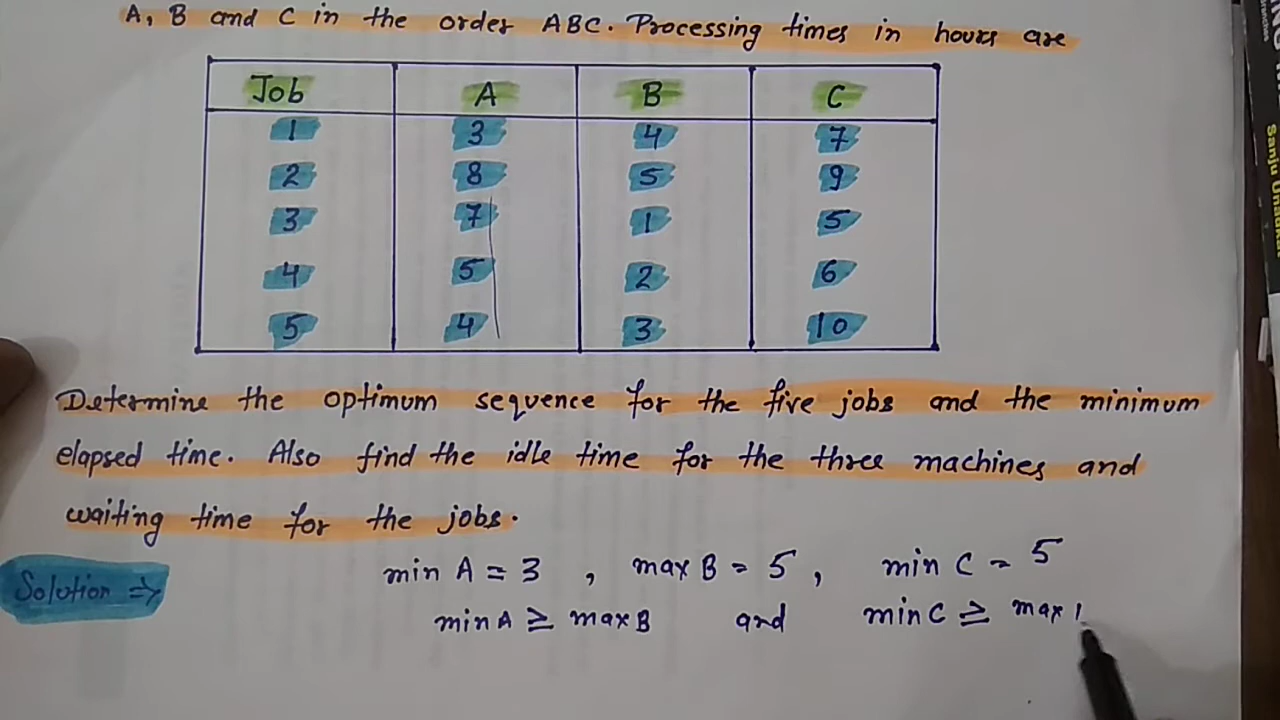 A, B and C in the order ABC. Processing times in hours are
Job A B C
1 3 4 7
2 8 5 9
3 7 1 5
4 5 2 6
5 4 3 10
Determine the optimum sequence for the five jobs and the minimum
elapsed time. Also find the idle time for the three machines and
waiting time for the jobs.
Solution ⇒ min A = 3 , max B = 5 , min C = 5
min A ≥ max B and min C ≥ max
Sanju